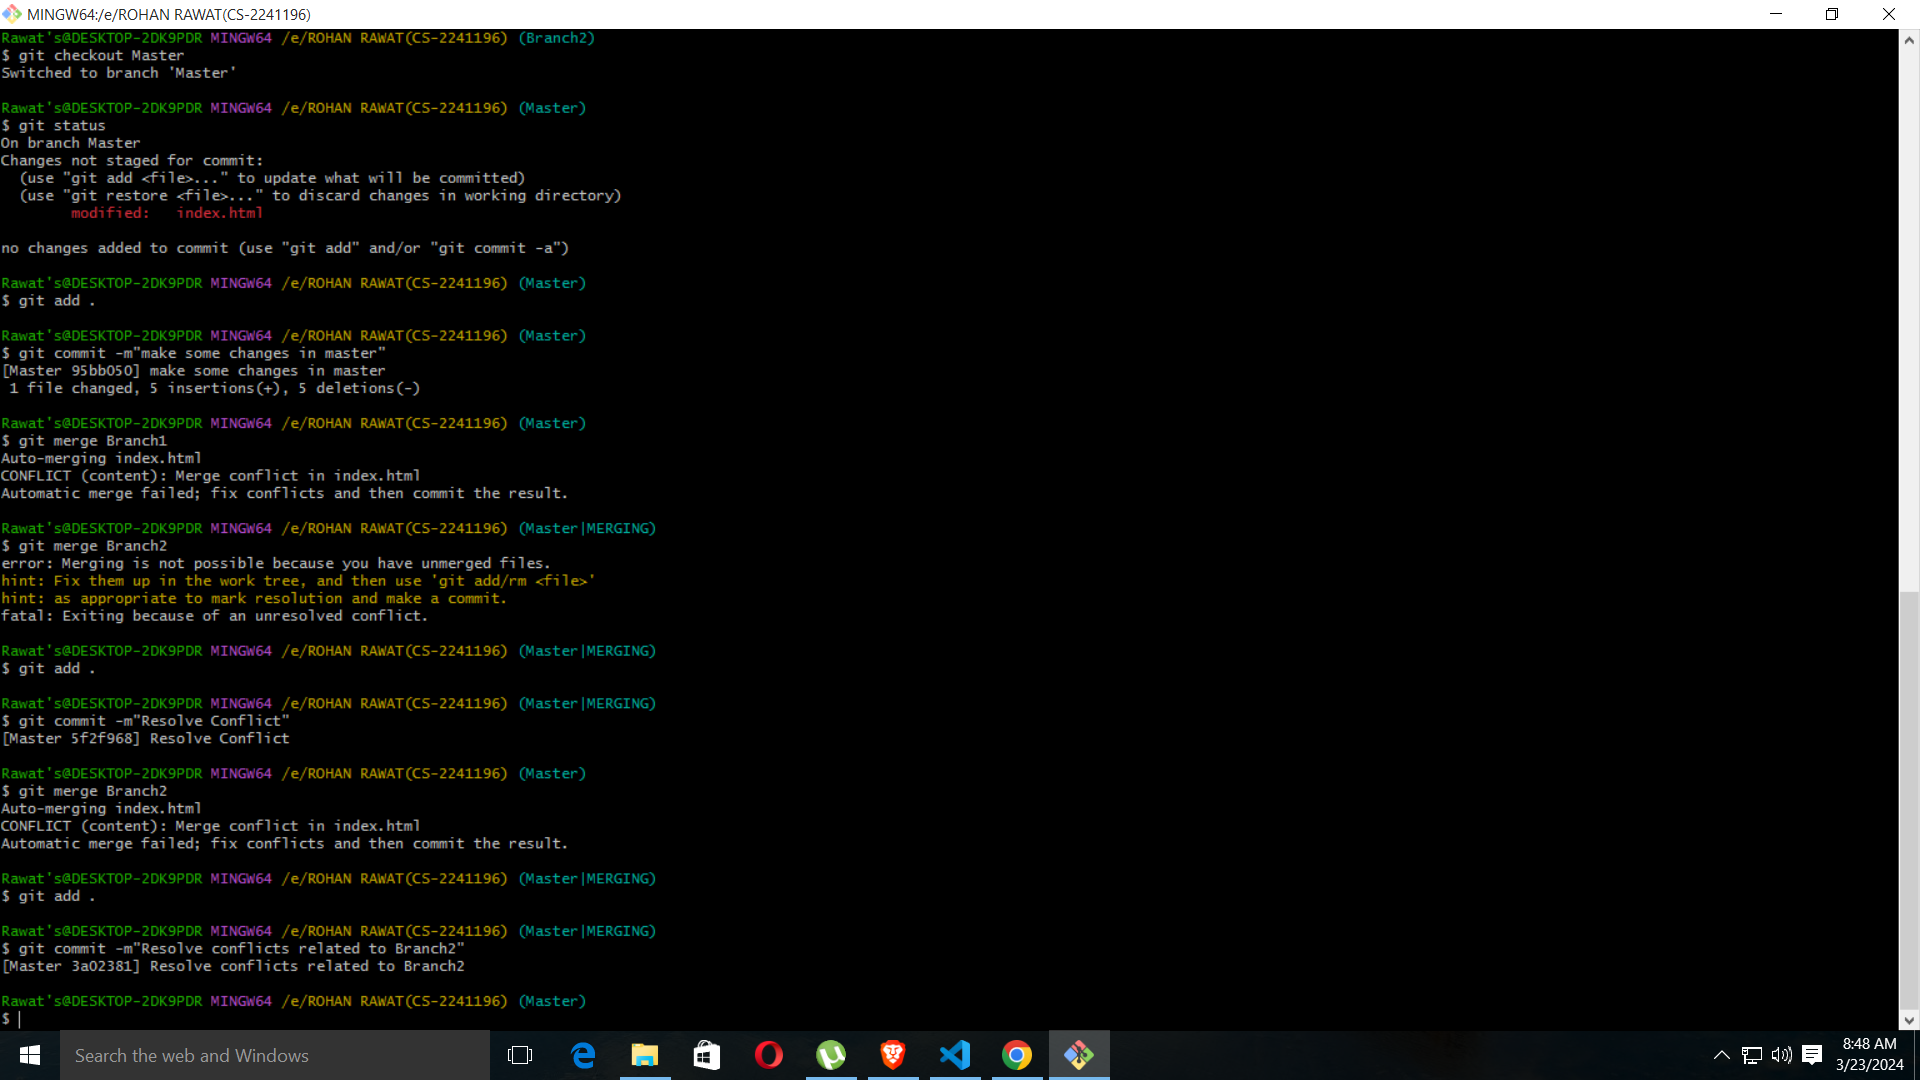 MINGW64:/e/ROHAN RAWAT(CS-2241196)
Rawat's@DESKTOP-2DK9PDR MINGW64 /e/ROHAN RAWAT(CS-2241196) (Branch2)
$ git checkout Master
Switched to branch 'Master'
Rawat's@DESKTOP-2DK9PDR MINGW64 /e/ROHAN RAWAT(CS-2241196) (Master)
$ git status
On branch Master
Changes not staged for commit:
  (use "git add <file>..." to update what will be committed)
  (use "git restore <file>..." to discard changes in working directory)
        modified:   index.html
no changes added to commit (use "git add" and/or "git commit -a")
Rawat's@DESKTOP-2DK9PDR MINGW64 /e/ROHAN RAWAT(CS-2241196) (Master)
$ git add .
Rawat's@DESKTOP-2DK9PDR MINGW64 /e/ROHAN RAWAT(CS-2241196) (Master)
$ git commit -m"make some changes in master"
[Master 95bb050] make some changes in master
 1 file changed, 5 insertions(+), 5 deletions(-)
Rawat's@DESKTOP-2DK9PDR MINGW64 /e/ROHAN RAWAT(CS-2241196) (Master)
$ git merge Branch1
Auto-merging index.html
CONFLICT (content): Merge conflict in index.html
Automatic merge failed; fix conflicts and then commit the result.
Rawat's@DESKTOP-2DK9PDR MINGW64 /e/ROHAN RAWAT(CS-2241196) (Master|MERGING)
$ git merge Branch2
error: Merging is not possible because you have unmerged files.
hint: Fix them up in the work tree, and then use 'git add/rm <file>'
hint: as appropriate to mark resolution and make a commit.
fatal: Exiting because of an unresolved conflict.
Rawat's@DESKTOP-2DK9PDR MINGW64 /e/ROHAN RAWAT(CS-2241196) (Master|MERGING)
$ git add .
Rawat's@DESKTOP-2DK9PDR MINGW64 /e/ROHAN RAWAT(CS-2241196) (Master|MERGING)
$ git commit -m"Resolve Conflict"
[Master 5f2f968] Resolve Conflict
Rawat's@DESKTOP-2DK9PDR MINGW64 /e/ROHAN RAWAT(CS-2241196) (Master)
$ git merge Branch2
Auto-merging index.html
CONFLICT (content): Merge conflict in index.html
Automatic merge failed; fix conflicts and then commit the result.
Rawat's@DESKTOP-2DK9PDR MINGW64 /e/ROHAN RAWAT(CS-2241196) (Master|MERGING)
$ git add .
Rawat's@DESKTOP-2DK9PDR MINGW64 /e/ROHAN RAWAT(CS-2241196) (Master|MERGING)
$ git commit -m"Resolve conflicts related to Branch2"
[Master 3a02381] Resolve conflicts related to Branch2
Rawat's@DESKTOP-2DK9PDR MINGW64 /e/ROHAN RAWAT(CS-2241196) (Master)
$
Search the web and Windows
8:48 AM
3/23/2024